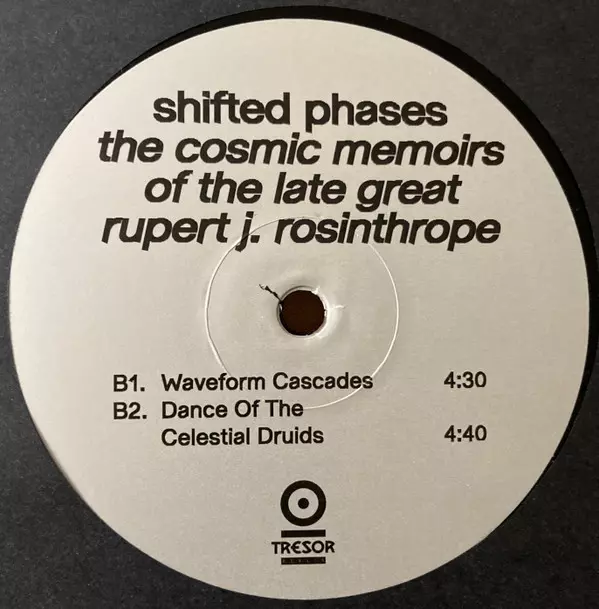 shifted phases
the cosmic memoirs
of the late great
rupert j. rosinthrope
B1. Waveform Cascades 4:30
B2. Dance Of The
Celestial Druids 4:40
TRESOR